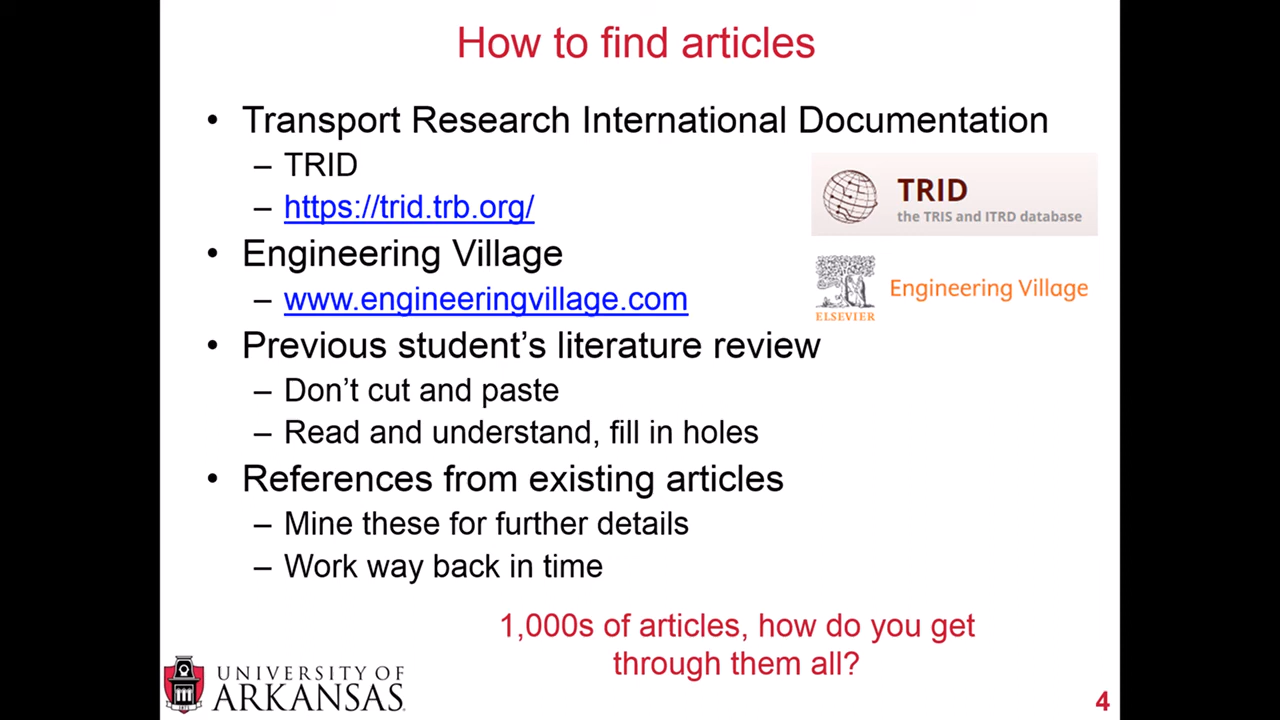 How to find articles
• Transport Research International Documentation
– TRID
– https://trid.trb.org/
TRID
the TRIS and ITRD database
• Engineering Village
– www.engineeringvillage.com
ELSEVIER
Engineering Village
• Previous student’s literature review
– Don’t cut and paste
– Read and understand, fill in holes
• References from existing articles
– Mine these for further details
– Work way back in time
1,000s of articles, how do you get
through them all?
UNIVERSITY OF
ARKANSAS
4